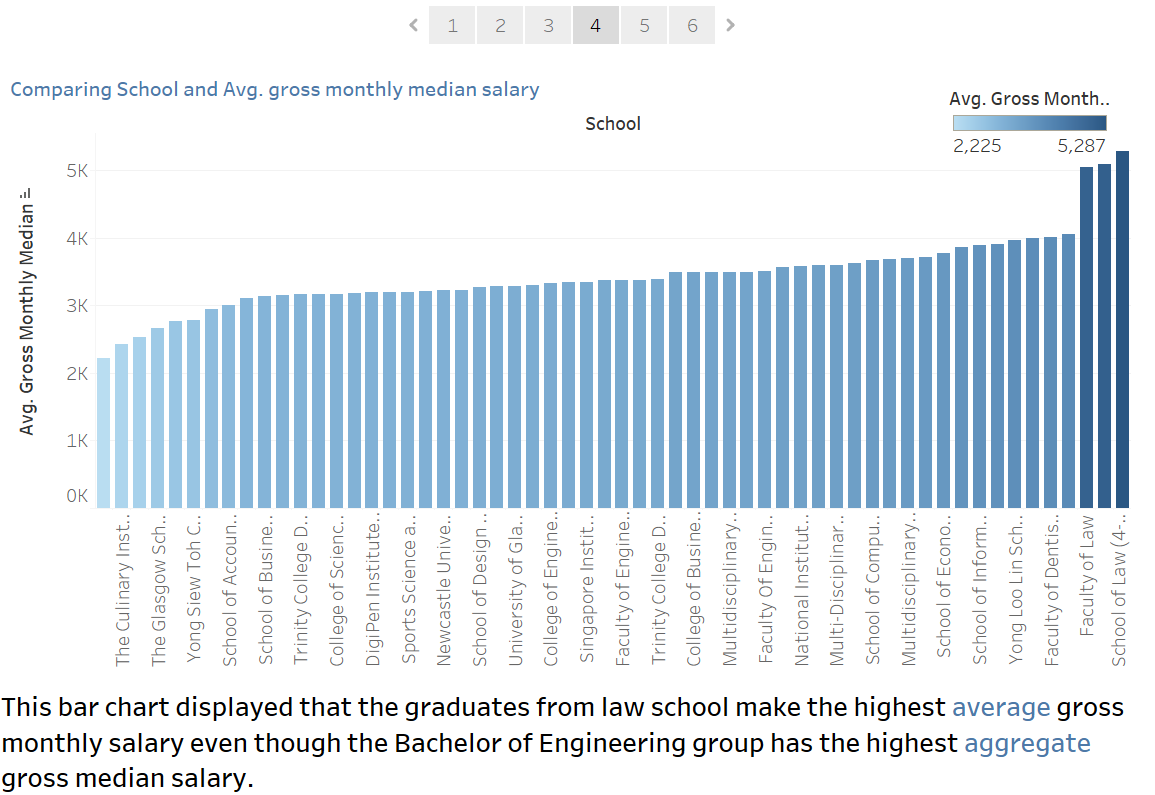 1 2 3 4 5 6
Comparing School and Avg. gross monthly median salary
Avg. Gross Month..
2,225 5,287
School
Avg. Gross Monthly Median
5K
4K
3K
2K
1K
0K
The Culinary Inst..
The Glasgow Sch..
Yong Siew Toh C..
School of Accoun..
School of Busine..
Trinity College D..
College of Scienc..
DigiPen Institute..
Sports Science a..
Newcastle Unive..
School of Design ..
University of Gla..
College of Engine..
Singapore Instit..
Faculty of Engine..
Trinity College D..
College of Busine..
Multidisciplinary..
Faculty Of Engin..
National Institut..
Multi-Disciplinar ..
School of Compu..
Multidisciplinary..
School of Econo..
School of Inform..
Yong Loo Lin Sch..
Faculty of Dentis..
Faculty of Law
School of Law (4-..
This bar chart displayed that the graduates from law school make the highest average gross
monthly salary even though the Bachelor of Engineering group has the highest aggregate
gross median salary.